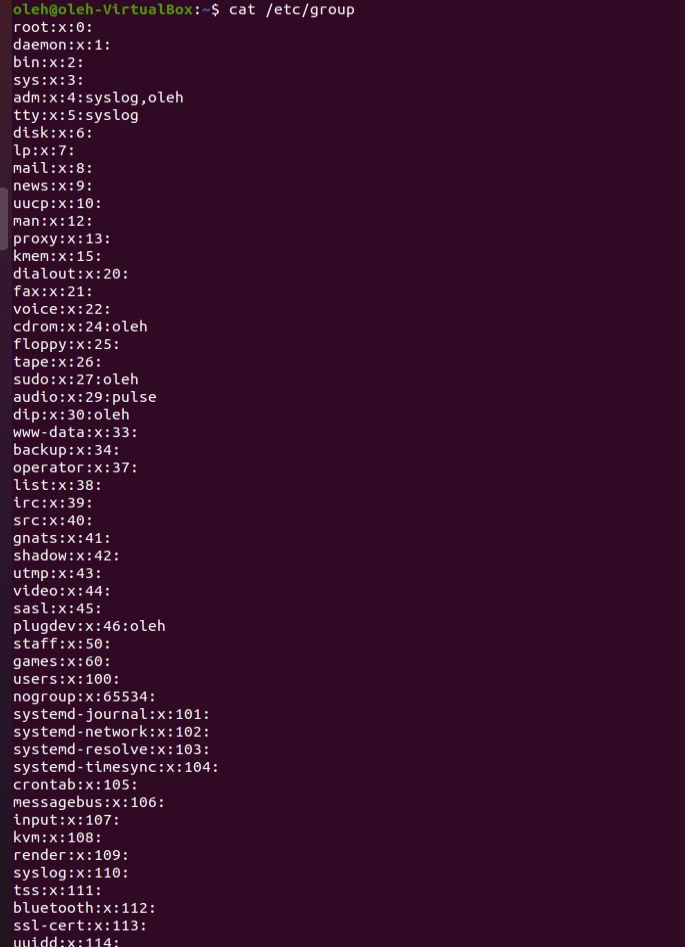 oleh@oleh-VirtualBox:~$ cat /etc/group
root:x:0:
daemon:x:1:
bin:x:2:
sys:x:3:
adm:x:4:syslog,oleh
tty:x:5:syslog
disk:x:6:
lp:x:7:
mail:x:8:
news:x:9:
uucp:x:10:
man:x:12:
proxy:x:13:
kmem:x:15:
dialout:x:20:
fax:x:21:
voice:x:22:
cdrom:x:24:oleh
floppy:x:25:
tape:x:26:
sudo:x:27:oleh
audio:x:29:pulse
dip:x:30:oleh
www-data:x:33:
backup:x:34:
operator:x:37:
list:x:38:
irc:x:39:
src:x:40:
gnats:x:41:
shadow:x:42:
utmp:x:43:
video:x:44:
sasl:x:45:
plugdev:x:46:oleh
staff:x:50:
games:x:60:
users:x:100:
nogroup:x:65534:
systemd-journal:x:101:
systemd-network:x:102:
systemd-resolve:x:103:
systemd-timesync:x:104:
crontab:x:105:
messagebus:x:106:
input:x:107:
kvm:x:108:
render:x:109:
syslog:x:110:
tss:x:111:
bluetooth:x:112:
ssl-cert:x:113:
uuidd:x:114: